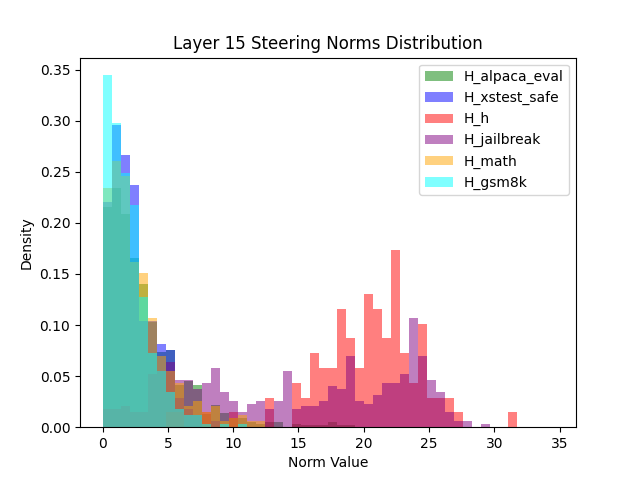 Layer 15 Steering Norms Distribution
H_alpaca_eval
H_xstest_safe
H_h
H_jailbreak
H_math
H_gsm8k
0.35
0.30
0.25
0.20
0.15
0.10
0.05
0.00
Density
0 5 10 15 20 25 30 35
Norm Value